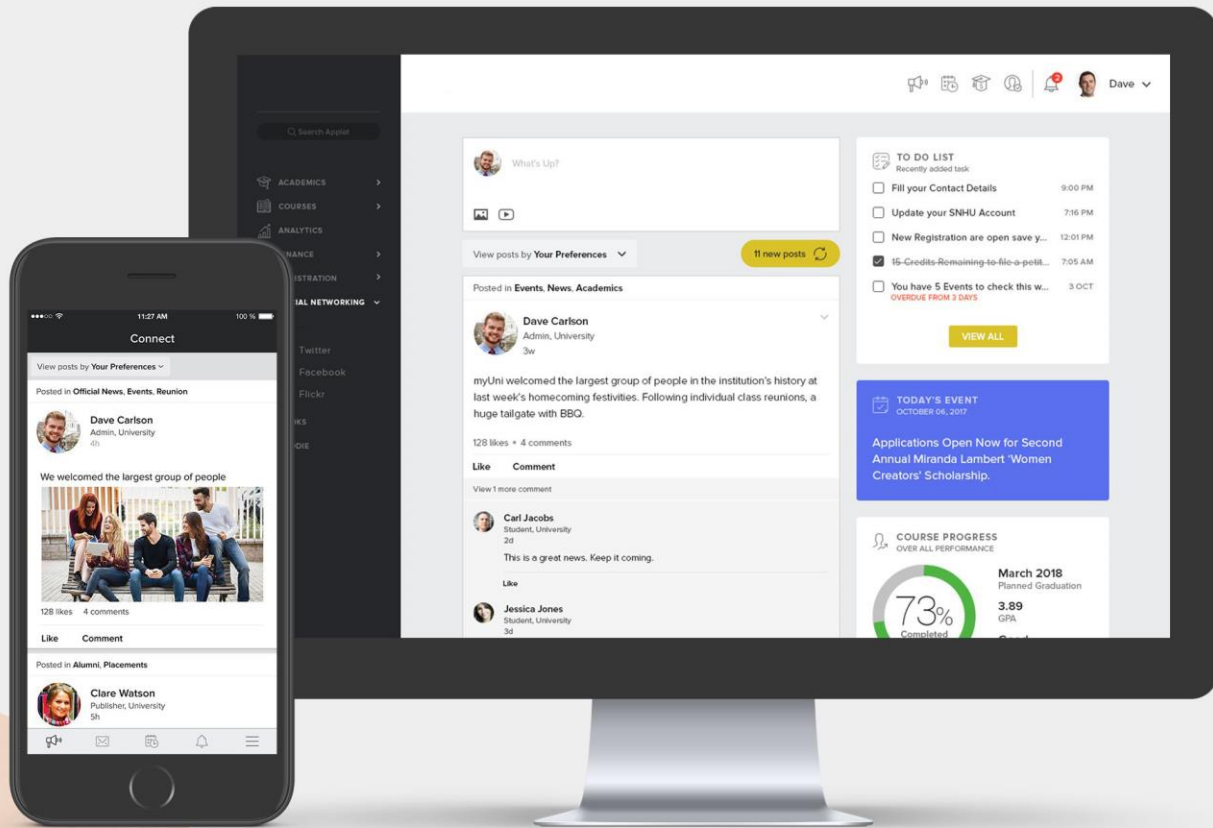 Search Applet
ACADEMICS
COURSES
ANALYTICS
NANCE
ISTRATION
IAL NETWORKING
Twitter
Facebook
Flickr
Dave
2
What's Up?
View posts by Your Preferences
11 new posts
Posted in Events, News, Academics
Dave Carlson
Admin, University
3w
myUni welcomed the largest group of people in the institution's history at
last week's homecoming festivities. Following individual class reunions, a
huge tailgate with BBQ.
128 likes • 4 comments
Like Comment
View 1 more comment
Carl Jacobs
Student, University
2d
This is a great news. Keep it coming.
Like
Jessica Jones
Student, University
3d
TO DO LIST
Recently added task
Fill your Contact Details 9:00 PM
Update your SNHU Account 7:16 PM
New Registration are open save y... 12:01 PM
15 Credits Remaining to file a petit... 7:05 AM
You have 5 Events to check this w... 3 OCT
OVERDUE FROM 3 DAYS
VIEW ALL
TODAY'S EVENT
OCTOBER 06, 2017
Applications Open Now for Second
Annual Miranda Lambert 'Women
Creators' Scholarship.
COURSE PROGRESS
OVER ALL PERFORMANCE
73%
Completed
March 2018
Planned Graduation
3.89
GPA
11:27 AM
100 %
Connect
View posts by Your Preferences
Posted in Official News, Events, Reunion
Dave Carlson
Admin, University
4h
We welcomed the largest group of people
128 likes 4 comments
Like Comment
Posted in Alumni, Placements
Clare Watson
Publisher, University
5h